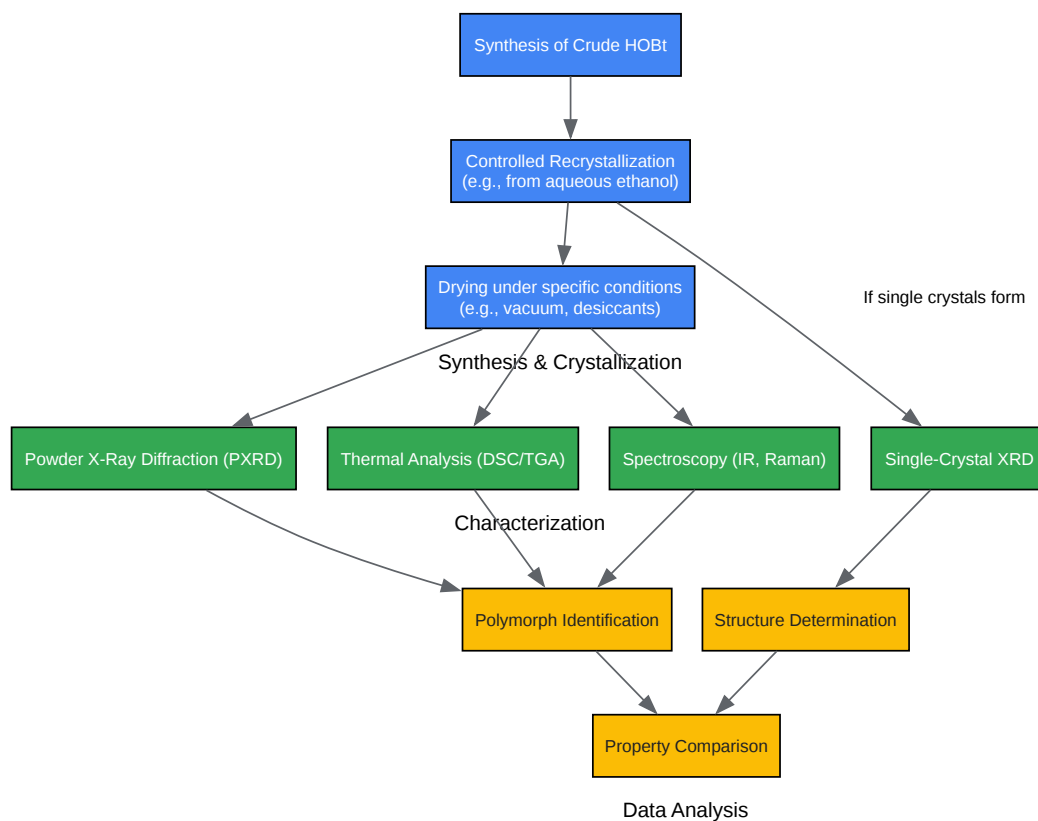 Synthesis of Crude HOBt
Controlled Recrystallization
(e.g., from aqueous ethanol)
Drying under specific conditions
(e.g., vacuum, desiccants)
If single crystals form
Synthesis & Crystallization
Powder X-Ray Diffraction (PXRD)
Thermal Analysis (DSC/TGA)
Spectroscopy (IR, Raman)
Single-Crystal XRD
Characterization
Polymorph Identification
Structure Determination
Property Comparison
Data Analysis